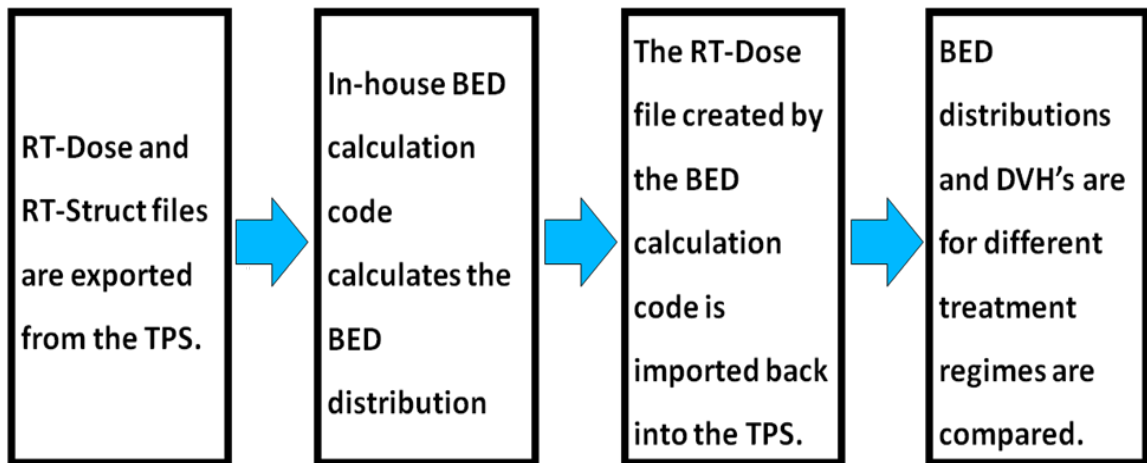 RT-Dose and
RT-Struct files
are exported
from the TPS.
In-house BED
calculation
code
calculates the
BED
distribution
The RT-Dose
file created by
the BED
calculation
code is
imported back
into the TPS.
BED
distributions
and DVH's are
for different
treatment
regimes are
compared.